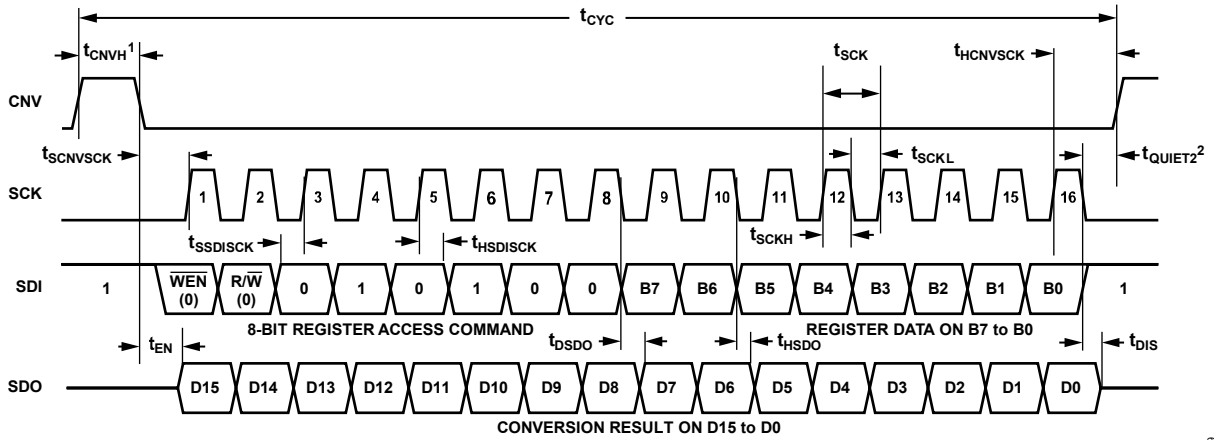 tCYC
tCNVH1
tSCK
tHCNVSCK
CNV
tSCNVSCK
tSCKL
tQUIET22
SCK
1 2 3 4 5 6 7 8 9 10 11 12 13 14 15 16
tSSDISCK
tHSDISCK
tSCKH
SDI
1 WEN (0) R/W (0) 0 1 0 1 0 0 B7 B6 B5 B4 B3 B2 B1 B0 1
8-BIT REGISTER ACCESS COMMAND
REGISTER DATA ON B7 to B0
tEN
tDSDO
tHSDO
tDIS
SDO
D15 D14 D13 D12 D11 D10 D9 D8 D7 D6 D5 D4 D3 D2 D1 D0
CONVERSION RESULT ON D15 to D0